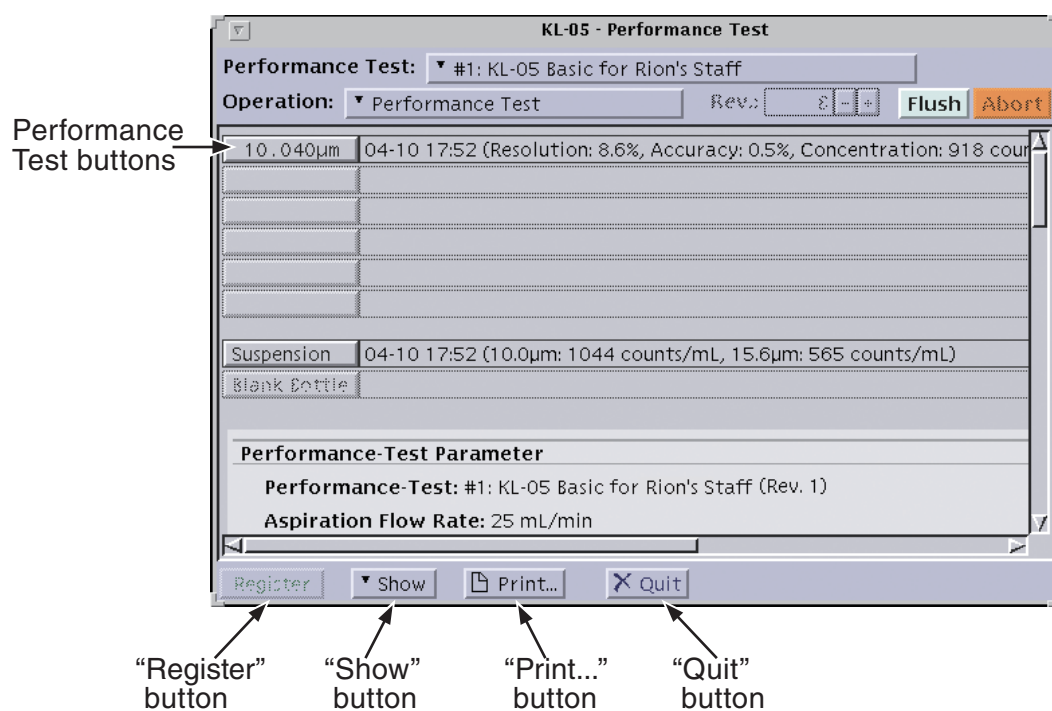 KL-05 - Performance Test
Performance Test: #1: KL-05 Basic for Rion's Staff
Operation: Performance Test Rev.: Flush Abort
Performance
Test buttons
10.040µm 04-10 17:52 (Resolution: 8.6%, Accuracy: 0.5%, Concentration: 918 coun
Suspension 04-10 17:52 (10.0µm: 1044 counts/mL, 15.6µm: 565 counts/mL)
Blank Bottle
Performance-Test Parameter
Performance-Test: #1: KL-05 Basic for Rion's Staff (Rev. 1)
Aspiration Flow Rate: 25 mL/min
Register Show Print... Quit
“Register”
button
“Show”
button
“Print...”
button
“Quit”
button